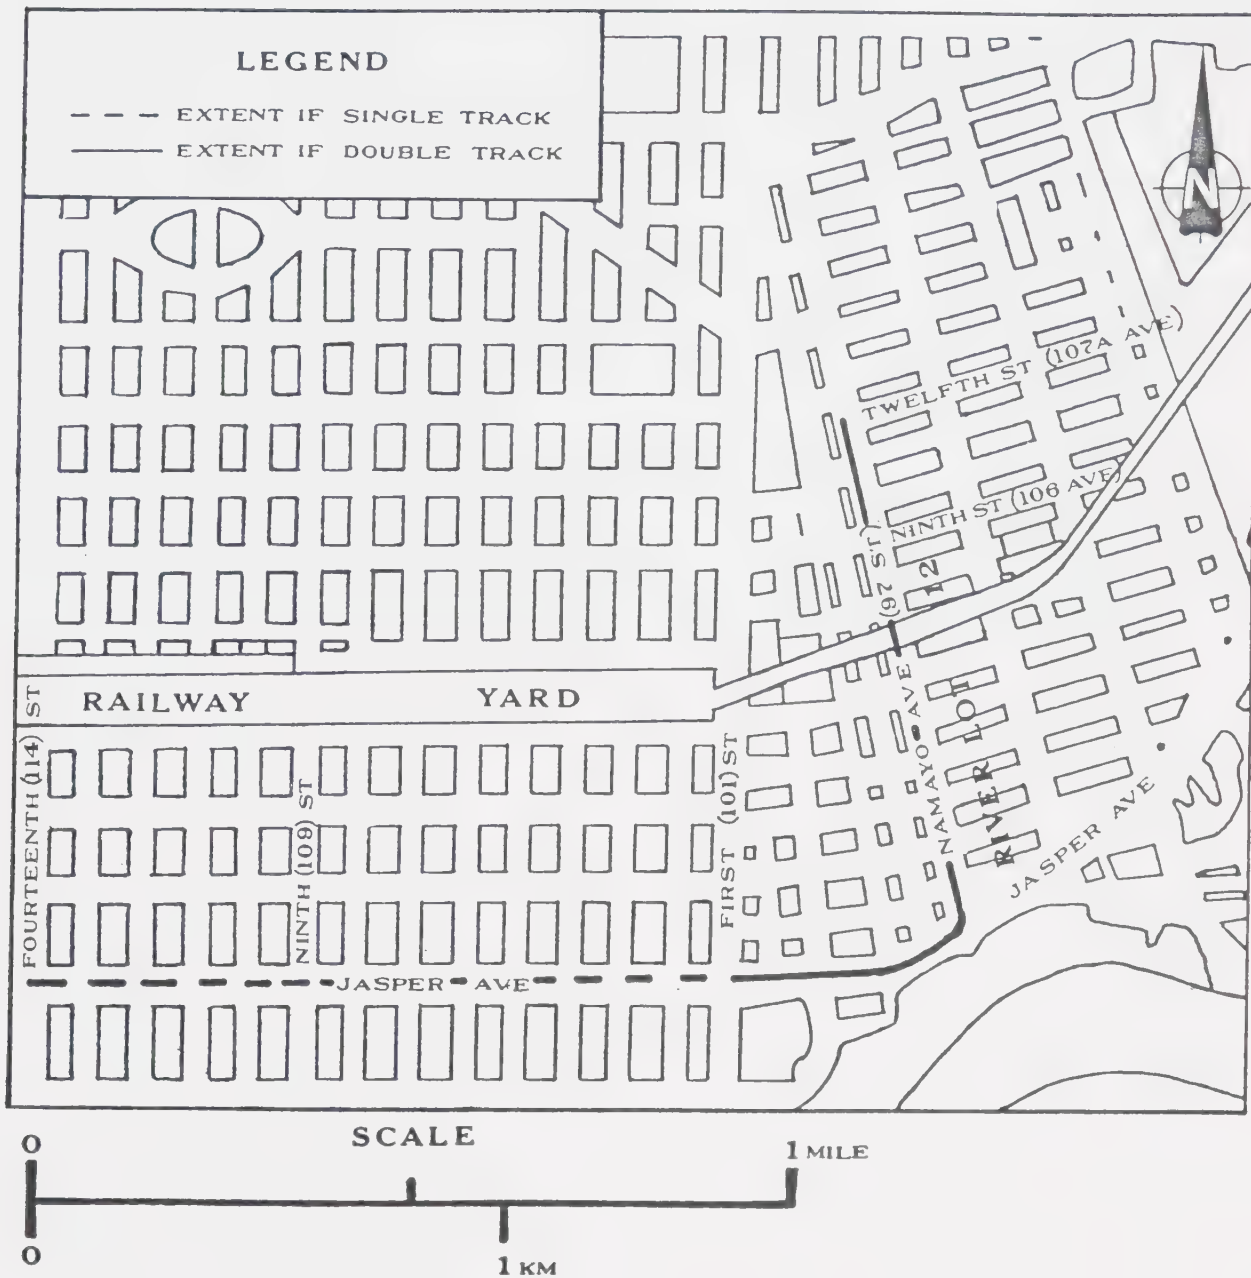 LEGEND
EXTENT IF SINGLE TRACK
EXTENT IF DOUBLE TRACK
N
TWELFTH ST (107A AVE)
NINTH ST (106 AVE)
(97 ST)
NAMAYO AVE
RIVER LOT 12
RAILWAY YARD
FOURTEENTH (114) ST
NINTH (109) ST
FIRST (101) ST
JASPER AVE
JASPER AVE
SCALE
0 1 MILE
0 1 KM